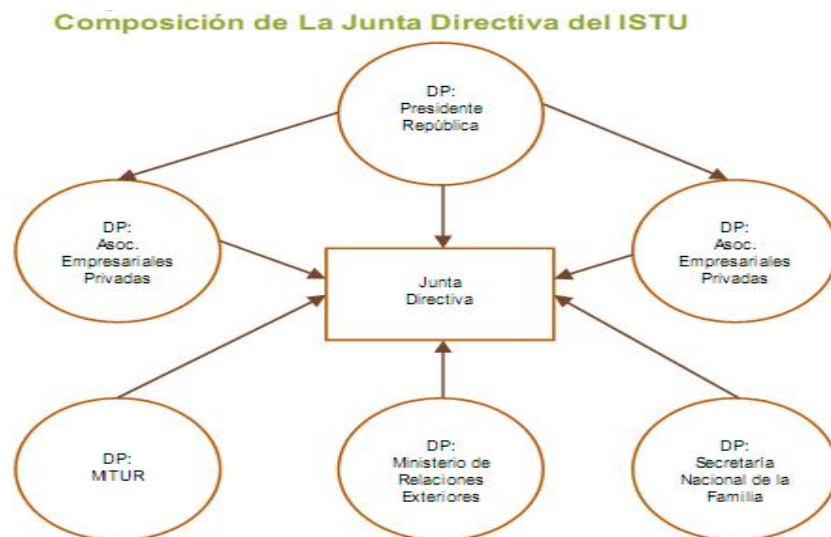 Composición de La Junta Directiva del ISTU
DP:
Presidente
República
DP:
Asoc.
Empresariales
Privadas
DP:
Asoc.
Empresariales
Privadas
Junta
Directiva
DP:
MITUR
DP:
Ministerio de
Relaciones
Exteriores
DP:
Secretaría
Nacional de la
Familia